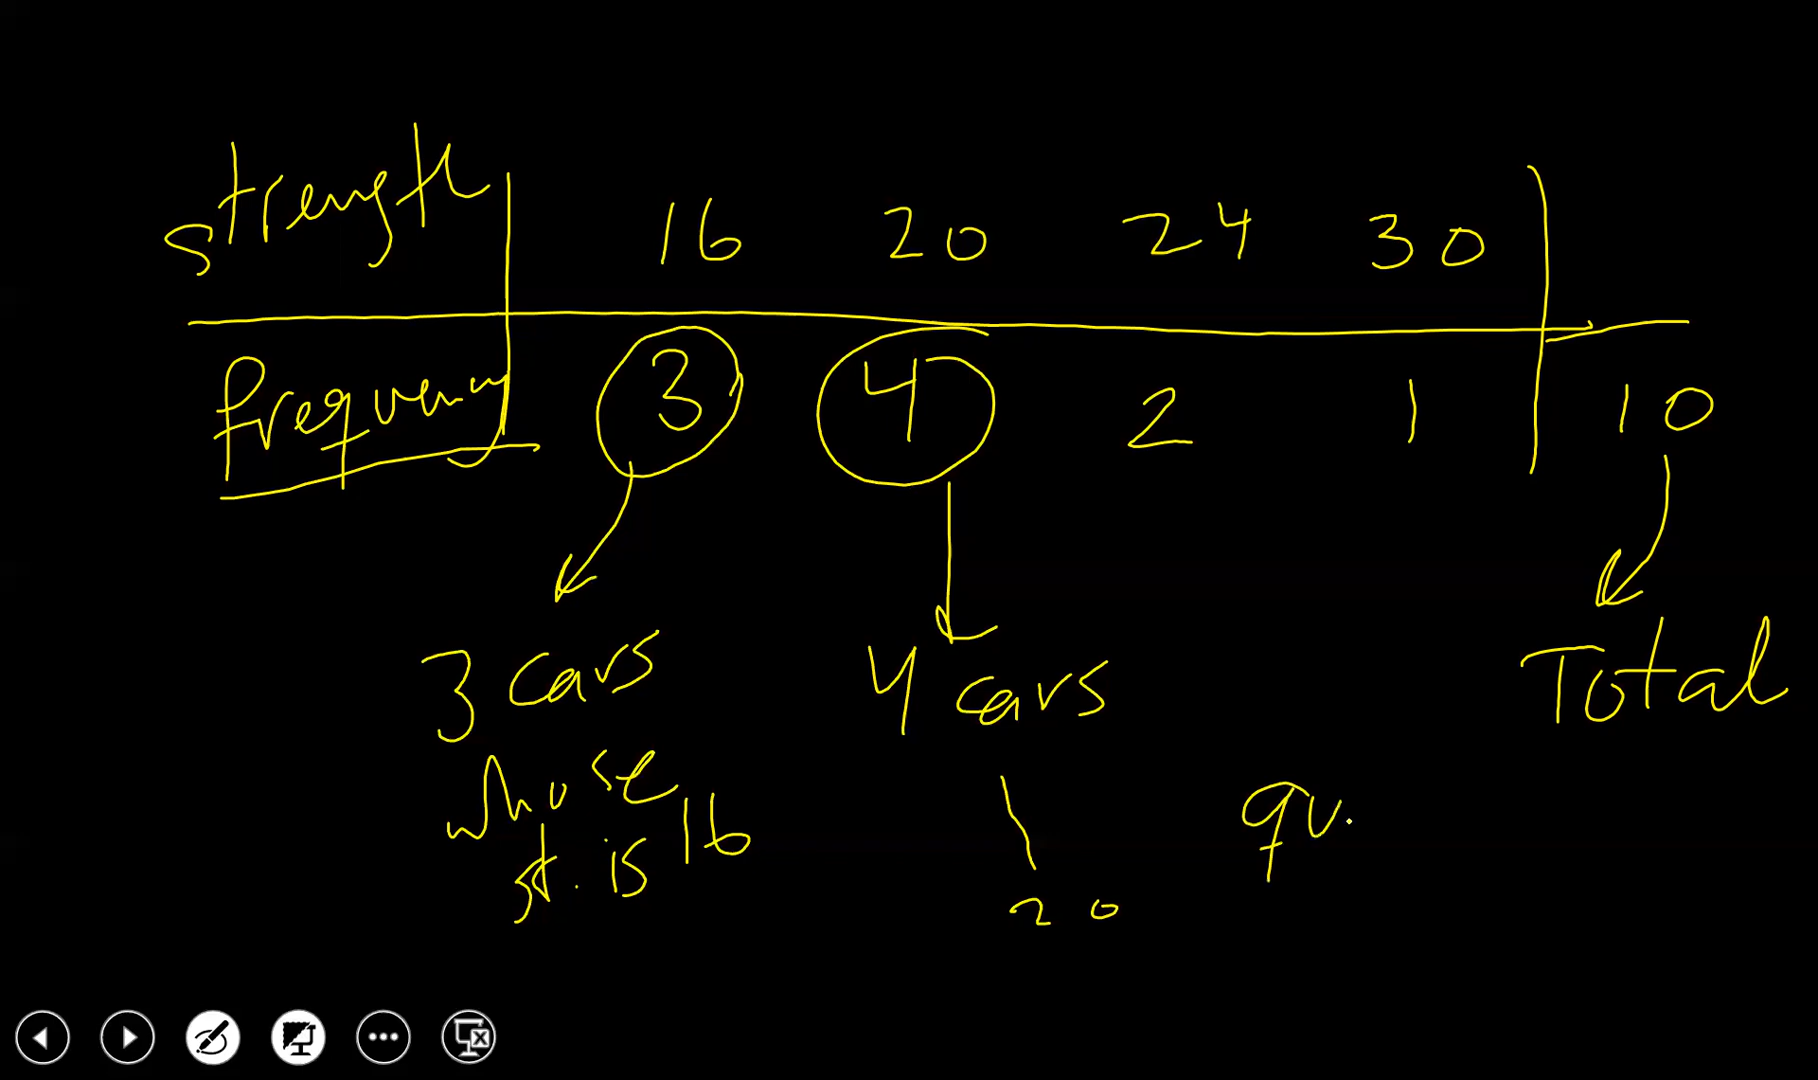 strength 16 20 24 30
frequency 3 4 2 1 10
3 cars 4 cars Total
whose
st. is 16
20
qu.